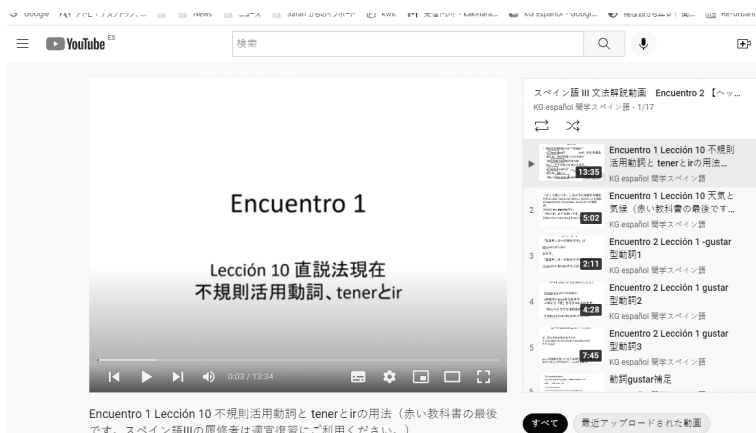 YouTube ES
検索
Encuentro 1
Lección 10 直説法現在
不規則活用動詞、tenerとir
0:03 / 13:34
Encuentro 1 Lección 10 不規則活用動詞と tenerとirの用法（赤い教科書の最後
です。スペイン語IIIの履修者は適宜復習にご利用ください。）
スペイン語 III 文法解説動画 Encuentro 2 【ヘッ...
KG español 関学スペイン語 - 1/17
13:35
Encuentro 1 Lección 10 不規則
活用動詞と tenerとirの用法...
KG español 関学スペイン語
2
5:02
Encuentro 1 Lección 10 天気と
気候（赤い教科書の最後です...
KG español 関学スペイン語
3
2:11
Encuentro 2 Lección 1 -gustar
型動詞1
KG español 関学スペイン語
4
4:28
Encuentro 2 Lección 1 gustar
型動詞2
KG español 関学スペイン語
5
7:45
Encuentro 2 Lección 1 gustar
型動詞3
KG español 関学スペイン語
動詞gustar補足
すべて
最近アップロードされた動画